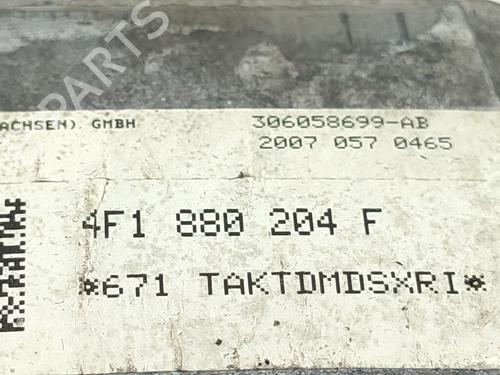 PARTS
ACHSEN). GMBH
306058699-AB
2007 057 0465
4F1 880 204 F
*671 TAKTDMDSXRI*